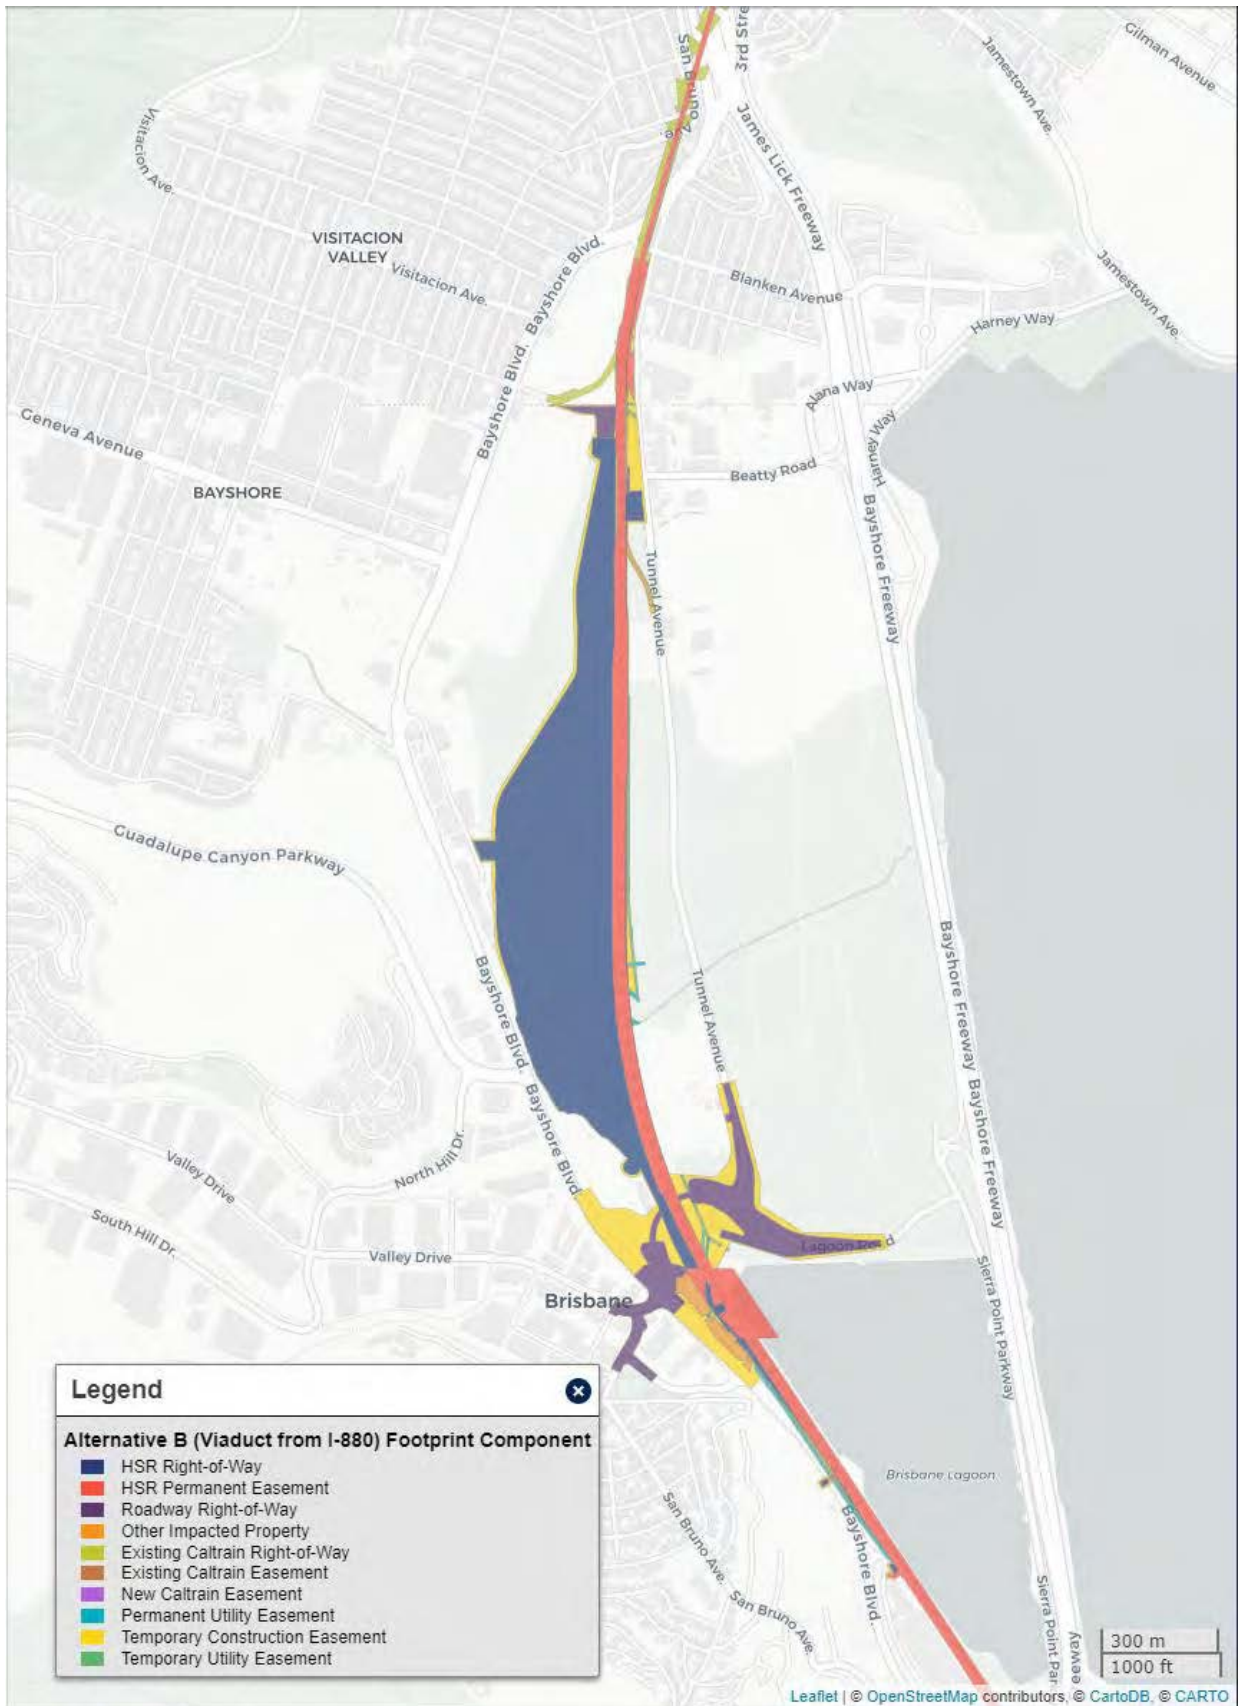 San Bruno Ave.
3rd Stre
Gilman Avenue
Jamestown Ave.
James Lick Freeway
Visitacion Ave.
VISITACION
VALLEY
Visitacion Ave.
Bayshore Blvd.
Bayshore Blvd.
Blanken Avenue
Jamestown Ave.
Harney Way
Alana Way
Harney Way
Geneva Avenue
BAYSHORE
Beatty Road
Bayshore Freeway
Tunnel Avenue
Guadalupe Canyon Parkway
Bayshore Freeway
Bayshore Blvd.
Tunnel Avenue
Bayshore Freeway
Bayshore Blvd.
North Hill Dr.
Valley Drive
South Hill Dr.
Valley Drive
Lagoon Road
Sierra Point Parkway
Brisbane
Brisbane Lagoon
Bayshore Blvd.
San Bruno Ave.
San Bruno Ave.
Sierra Point Par
eeway
Legend
Alternative B (Viaduct from I-880) Footprint Component
HSR Right-of-Way
HSR Permanent Easement
Roadway Right-of-Way
Other Impacted Property
Existing Caltrain Right-of-Way
Existing Caltrain Easement
New Caltrain Easement
Permanent Utility Easement
Temporary Construction Easement
Temporary Utility Easement
300 m
1000 ft
Leaflet | © OpenStreetMap contributors, © CartoDB, © CARTO